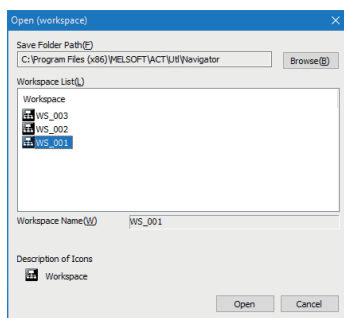 Open (workspace)
Save Folder Path(F)
C:\Program Files (x86)\MELSOFT\ACT\Utl\Navigator
Browse(B)
Workspace List(L)
Workspace
WS_003
WS_002
WS_001
Workspace Name(W) WS_001
Description of Icons
Workspace
Open Cancel